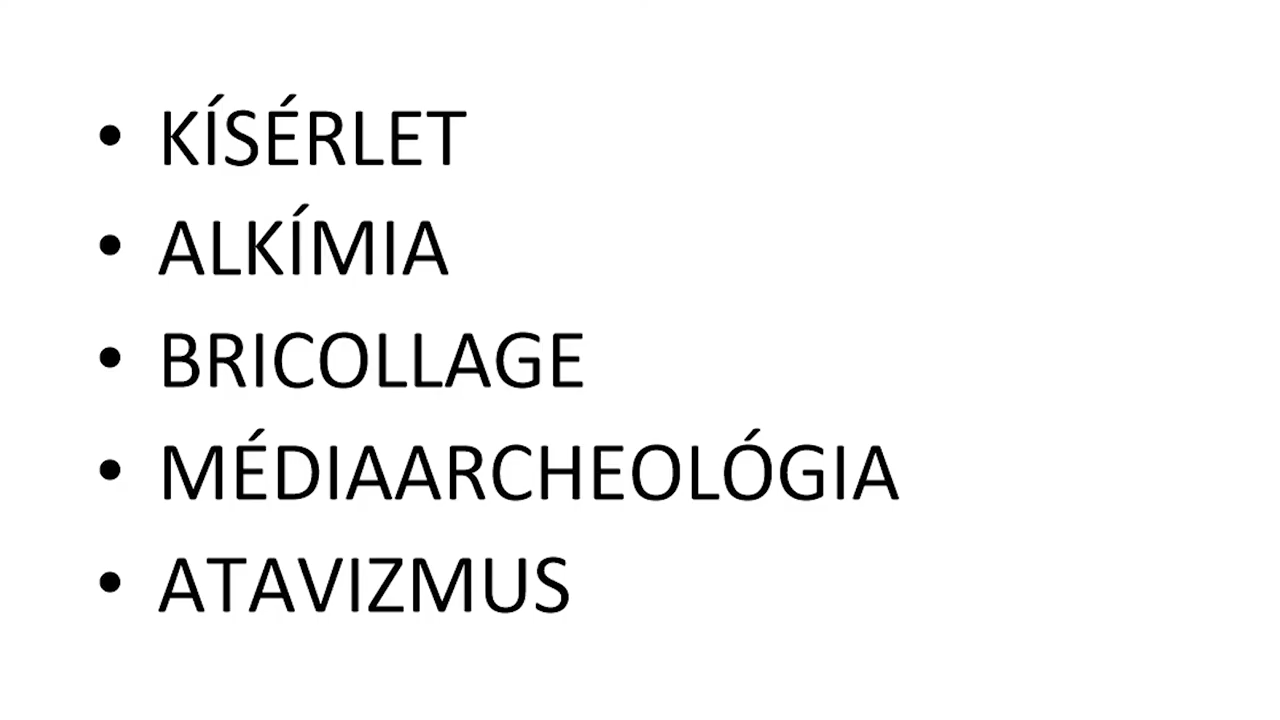 • KÍSÉRLET
• ALKÍMIA
• BRICOLLAGE
• MÉDIAARCHEOLÓGIA
• ATAVIZMUS